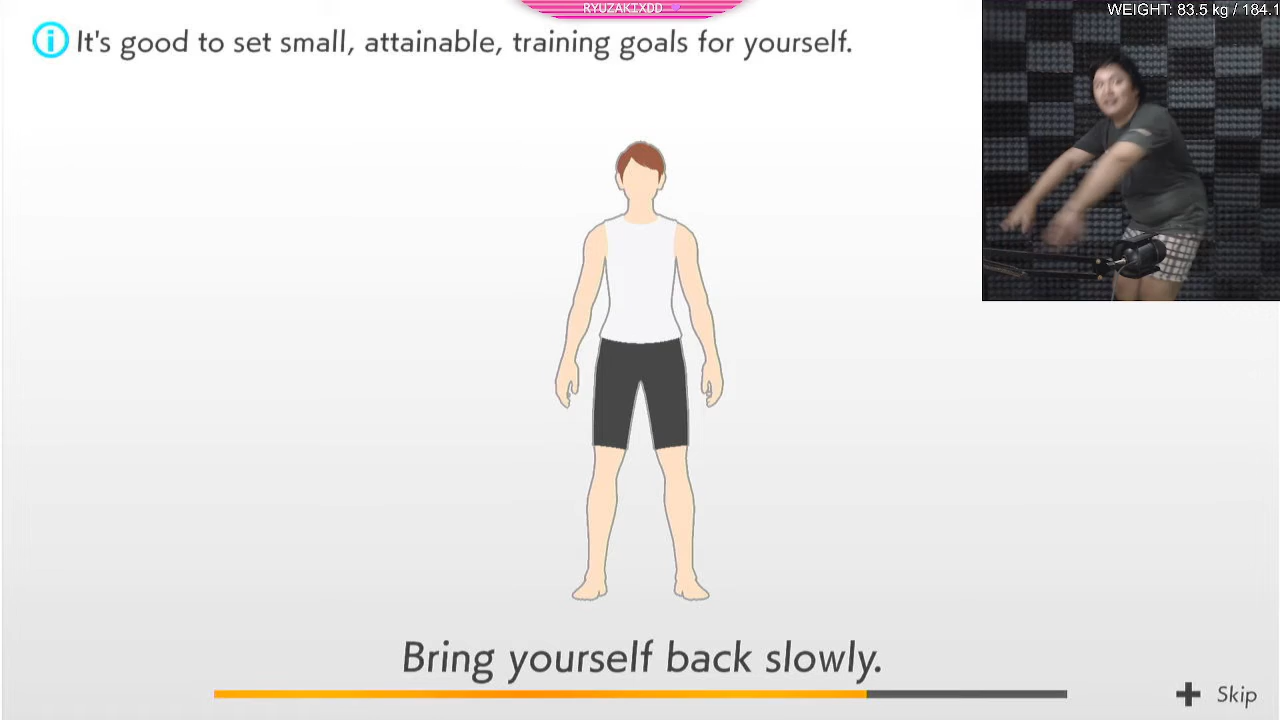 RYUZAKIXDD
WEIGHT: 83.5 kg / 184.1
It's good to set small, attainable, training goals for yourself.
Bring yourself back slowly.
Skip